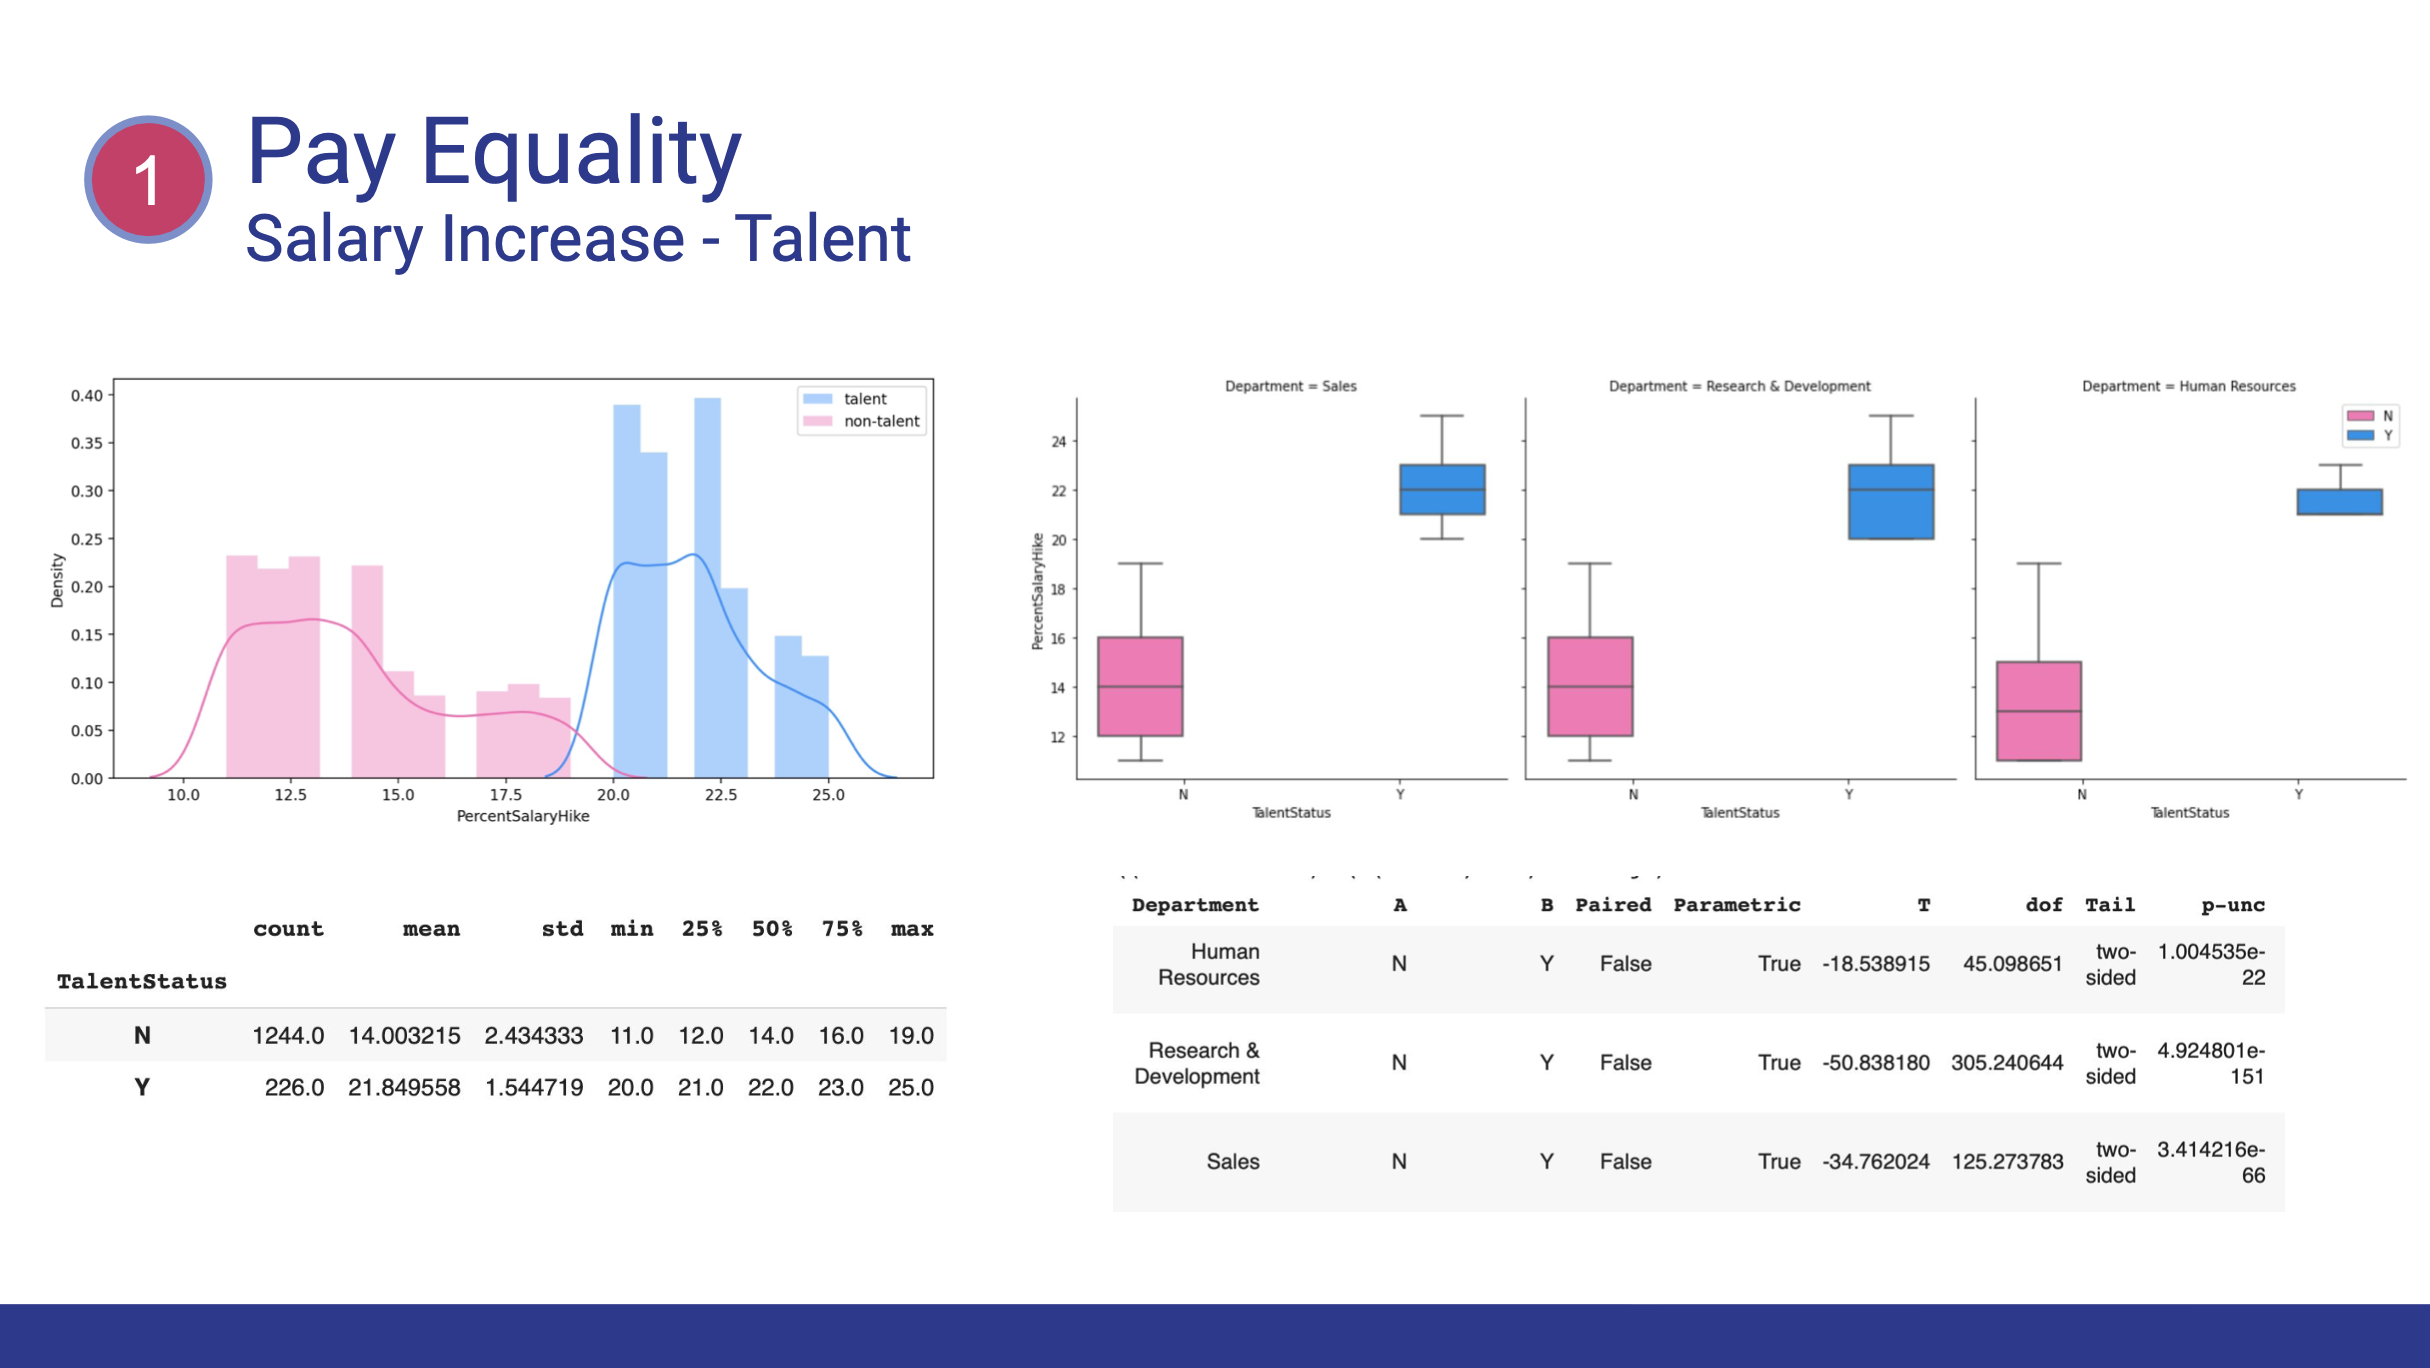 1
Pay Equality
Salary Increase - Talent
talent
non-talent
0.40
0.35
0.30
0.25
0.20
0.15
0.10
0.05
0.00
Density
10.0 12.5 15.0 17.5 20.0 22.5 25.0
PercentSalaryHike
Department = Sales
Department = Research & Development
Department = Human Resources
N
Y
24
22
20
18
16
14
12
PercentSalaryHike
N Y
TalentStatus
N Y
TalentStatus
N Y
TalentStatus
count mean std min 25% 50% 75% max
TalentStatus
N 1244.0 14.003215 2.434333 11.0 12.0 14.0 16.0 19.0
Y 226.0 21.849558 1.544719 20.0 21.0 22.0 23.0 25.0
Department A B Paired Parametric T dof Tail p-unc
Human Resources N Y False True -18.538915 45.098651 two-sided 1.004535e-22
Research & Development N Y False True -50.838180 305.240644 two-sided 4.924801e-151
Sales N Y False True -34.762024 125.273783 two-sided 3.414216e-66